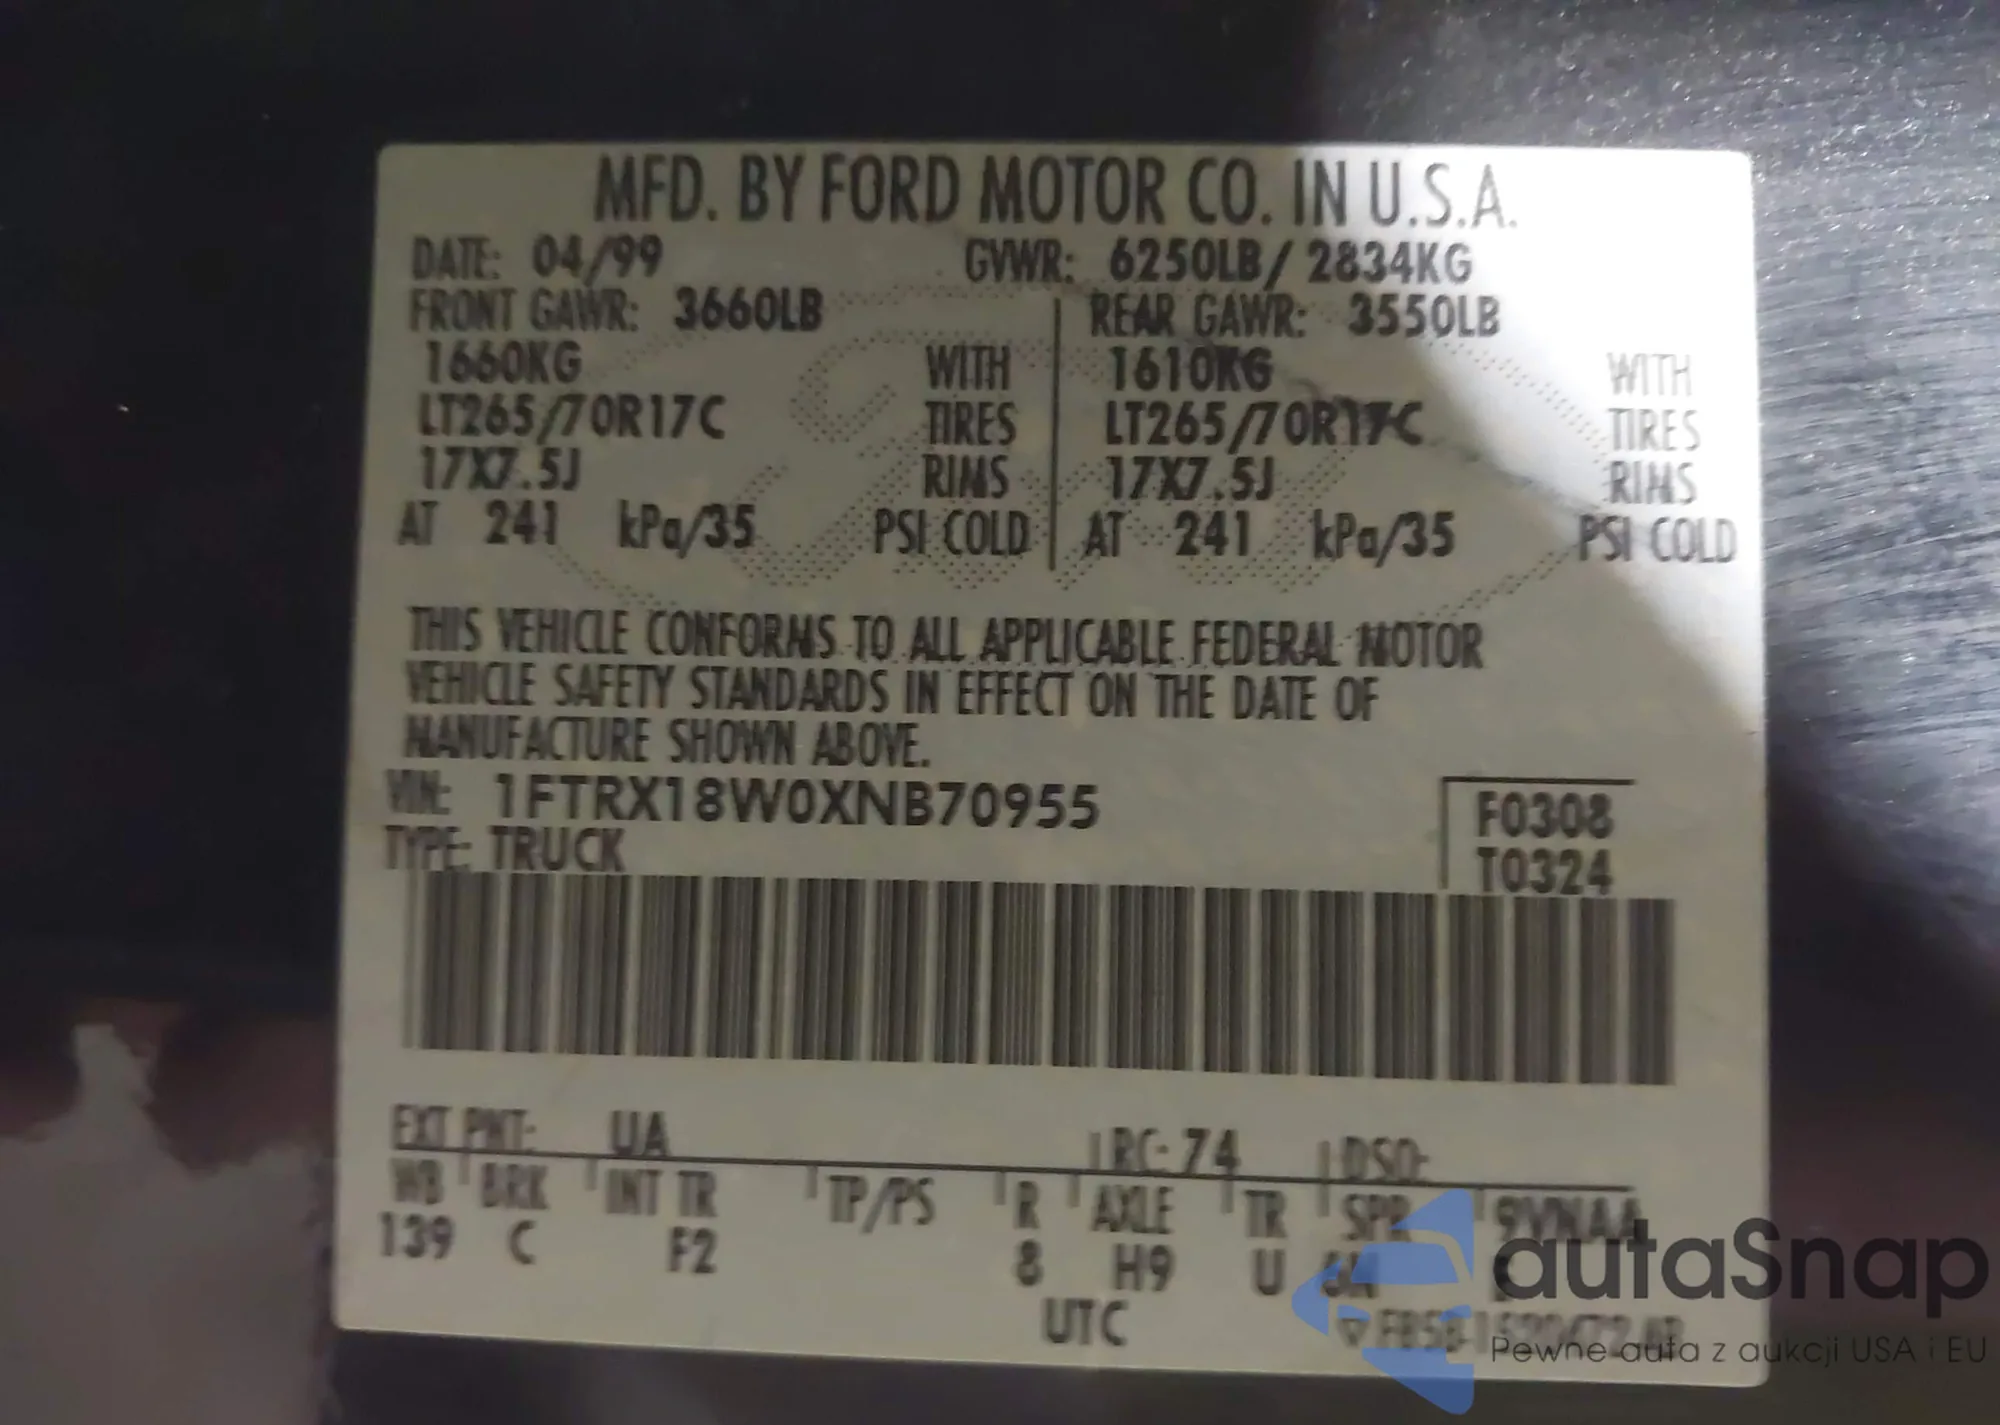 MFD. BY FORD MOTOR CO. IN U.S.A.
DATE: 04/99 GVWR: 6250LB/ 2834KG
FRONT GAWR: 3660LB REAR GAWR: 3550LB
1660KG WITH 1610KG WITH
LT265/70R17C TIRES LT265/70R17C TIRES
17X7.5J RIMS 17X7.5J RIMS
AT 241 kPa/35 PSI COLD AT 241 kPa/35 PSI COLD
THIS VEHICLE CONFORMS TO ALL APPLICABLE FEDERAL MOTOR
VEHICLE SAFETY STANDARDS IN EFFECT ON THE DATE OF
MANUFACTURE SHOWN ABOVE.
VIN: 1FTRX18W0XNB70955 F0308
TYPE: TRUCK T0324
EXT PNT: UA RC: 74 DSO:
WB BRK INT TR TP/PS R AXLE TR SPR 9VNAA
139 C F2 8 H9 U 6N
UTC
autaSnap
Pewne auta z aukcji USA i EU